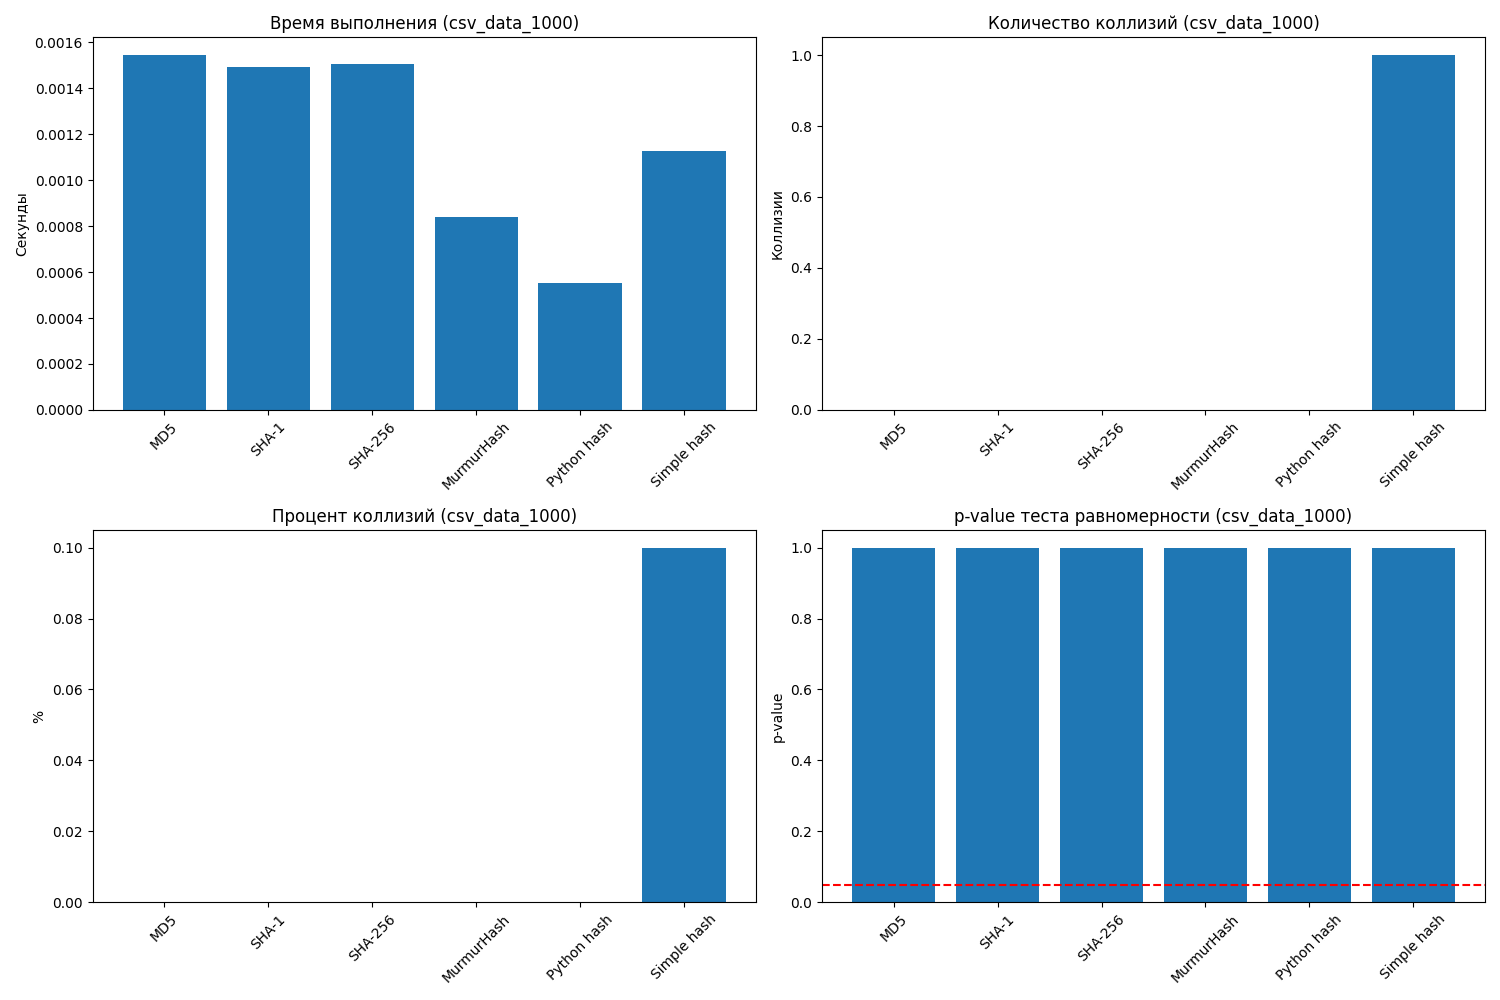 Время выполнения (csv_data_1000)
0.0016
0.0014
0.0012
0.0010
0.0008
0.0006
0.0004
0.0002
0.0000
Секунды
MD5
SHA-1
SHA-256
MurmurHash
Python hash
Simple hash
Количество коллизий (csv_data_1000)
1.0
0.8
0.6
0.4
0.2
0.0
Коллизии
MD5
SHA-1
SHA-256
MurmurHash
Python hash
Simple hash
Процент коллизий (csv_data_1000)
0.10
0.08
0.06
0.04
0.02
0.00
%
MD5
SHA-1
SHA-256
MurmurHash
Python hash
Simple hash
p-value теста равномерности (csv_data_1000)
1.0
0.8
0.6
0.4
0.2
0.0
p-value
MD5
SHA-1
SHA-256
MurmurHash
Python hash
Simple hash